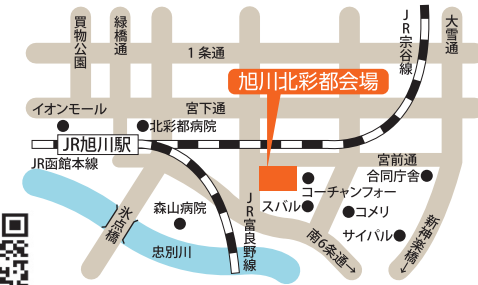 買物公園
緑橋通
1条通
JR宗谷線
大雪通
旭川北彩都会場
イオンモール
宮下通
北彩都病院
JR旭川駅
JR函館本線
宮前通
合同庁舎
コーチャンフォー
スバル
コメリ
サイパル
氷点橋
森山病院
忠別川
JR富良野線
南6条通→
新神楽橋→